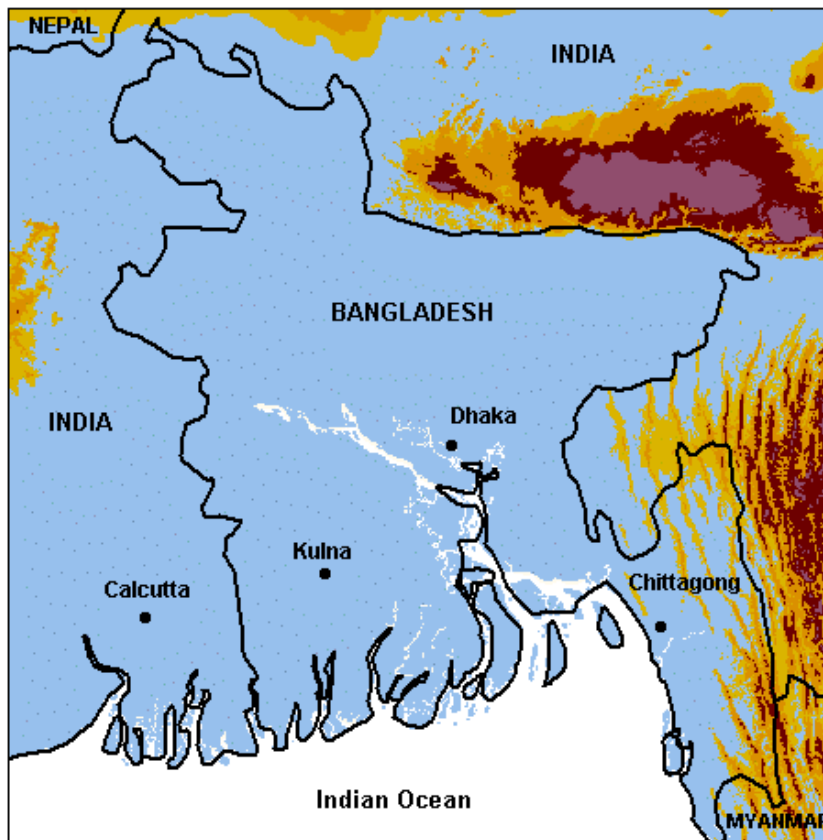 NEPAL
INDIA
BANGLADESH
INDIA
Dhaka
Kulna
Calcutta
Chittagong
Indian Ocean
MYANMAR